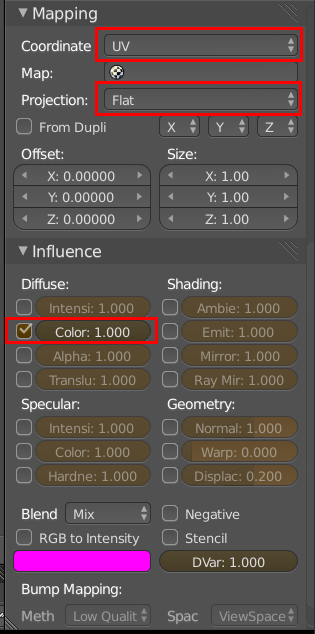 Mapping
Coordinate UV
Map:
Projection: Flat
From Dupli X Y Z
Offset: Size:
X: 0.00000 X: 1.00
Y: 0.00000 Y: 1.00
Z: 0.00000 Z: 1.00
Influence
Diffuse: Shading:
Intensi: 1.000 Ambie: 0.000
Color: 1.000 Emit: 1.000
Alpha: 1.000 Mirror: 1.000
Translu: 1.000 Ray Mir: 1.000
Specular: Geometry:
Intensi: 1.000 Normal: 1.000
Color: 1.000 Warp: 0.000
Hardne: 1.000 Displac: 0.200
Blend Mix Negative
RGB to Intensity Stencil
DVar: 1.000
Bump Mapping:
Meth Low Qualit Spac ViewSpace